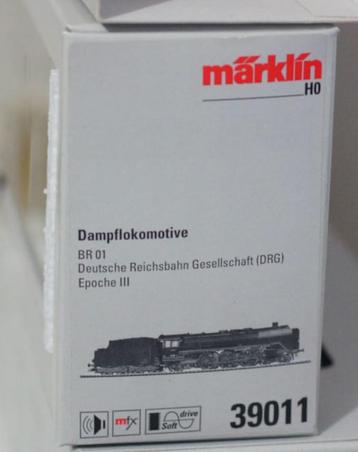 märklin
H0
Dampflokomotive
BR 01
Deutsche Reichsbahn Gesellschaft (DRG)
Epoche III
mfx
Soft drive
39011